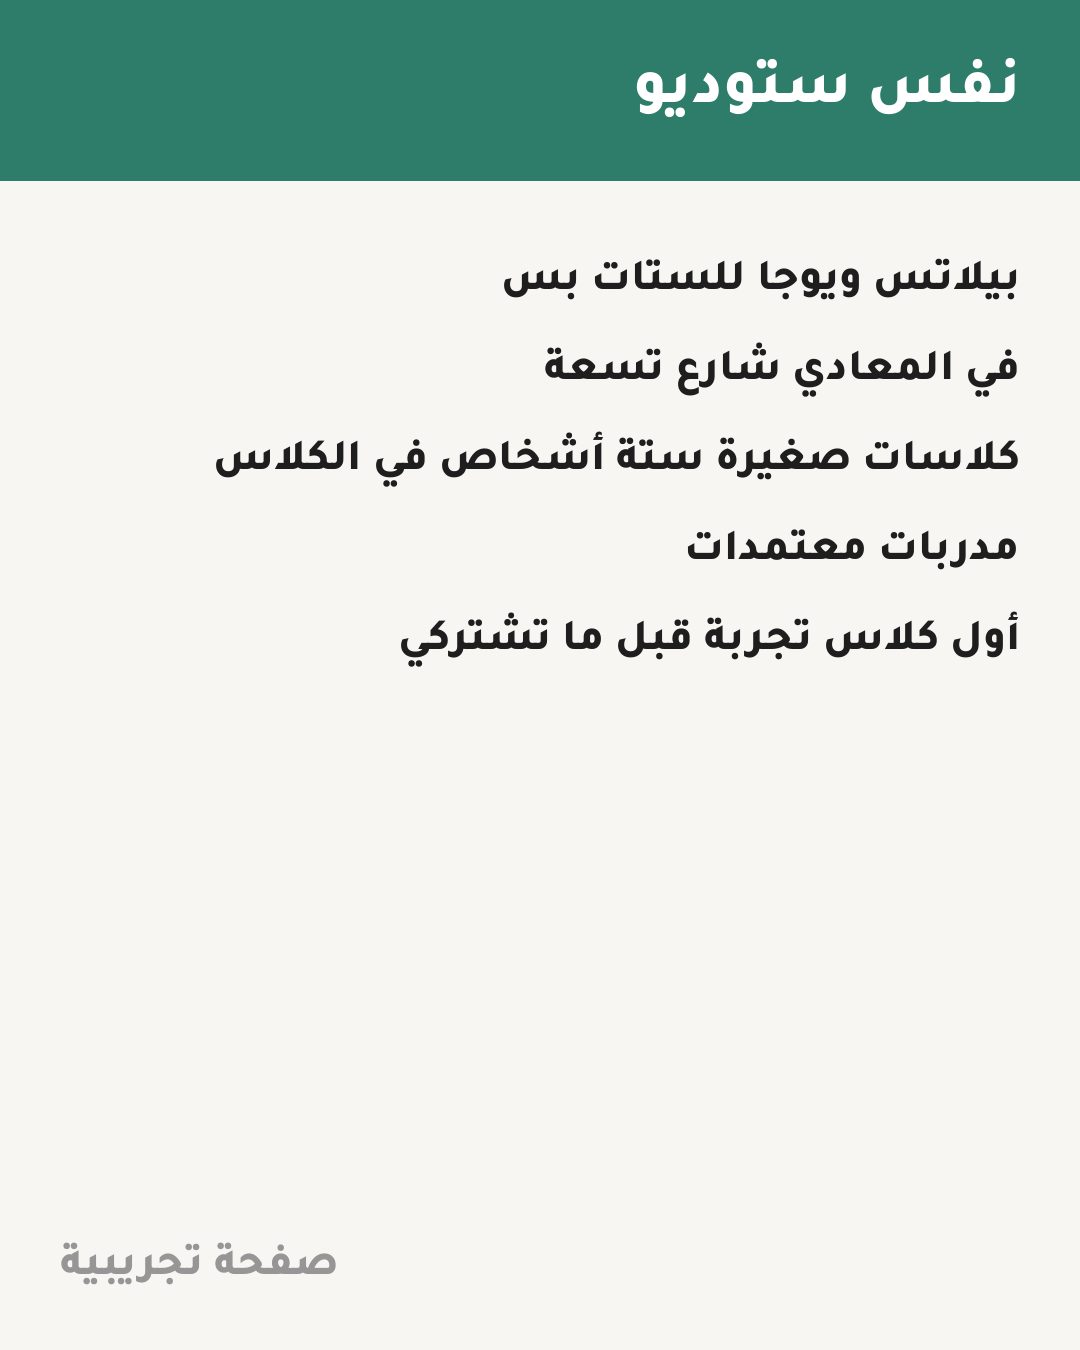 نفس ستوديو
بيلاتس ويوجا للستات بس
في المعادي شارع تسعة
كلاسات صغيرة ستة أشخاص في الكلاس
مدربات معتمدات
أول كلاس تجربة قبل ما تشتركي
صفحة تجريبية